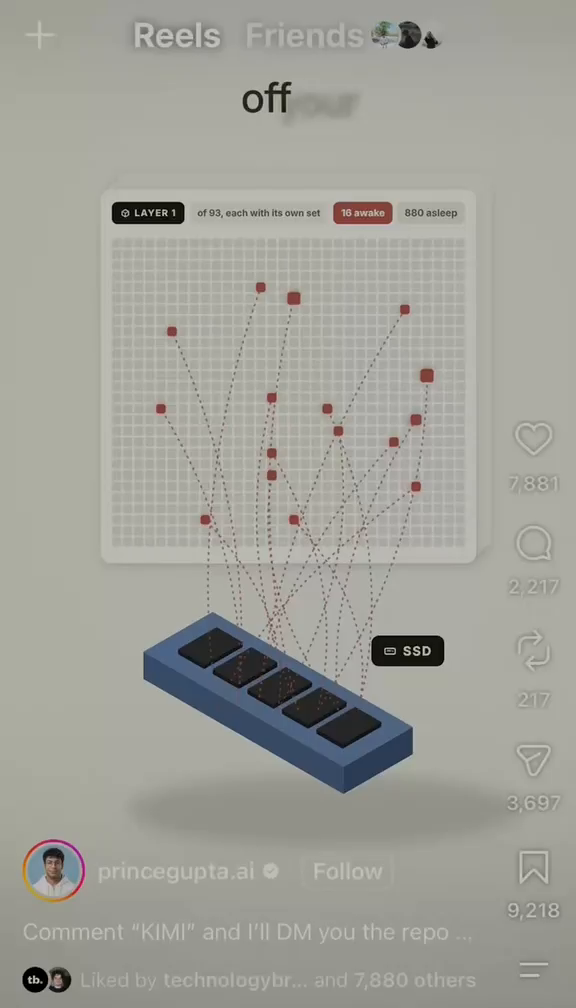 Reels Friends
off your
LAYER 1 of 93, each with its own set 16 awake 880 asleep
7,881
2,217
SSD
217
3,697
princegupta.ai Follow
9,218
Comment “KIMI” and I’ll DM you the repo ...
tb. Liked by technologybr... and 7,880 others